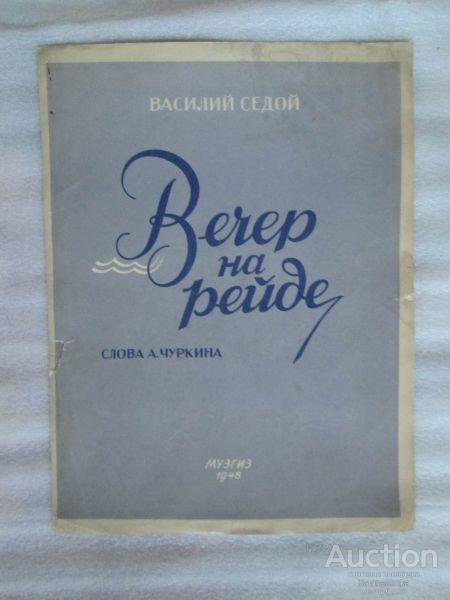 ВАСИЛИЙ СЕДОЙ
Вечер
на
рейде
СЛОВА А. ЧУРКИНА
МУЗГИЗ
1948
Auction